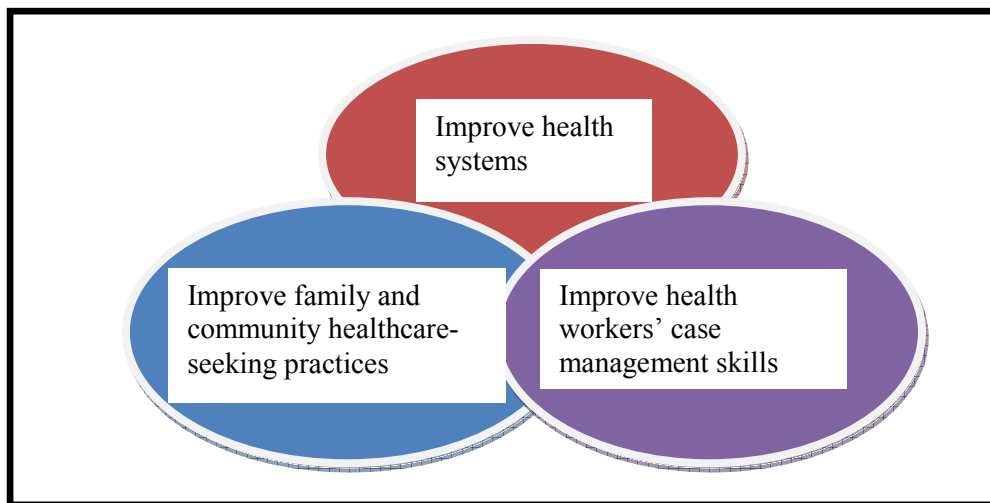 Improve health
systems
Improve family and
community healthcare-
seeking practices
Improve health
workers’ case
management skills